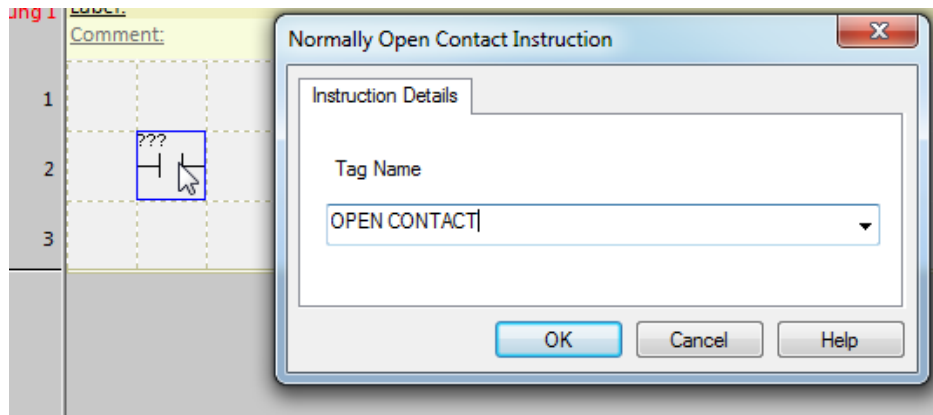 Rung 1
Label:
Comment:
1
???
2
3
Normally Open Contact Instruction
Instruction Details
Tag Name
OPEN CONTACT
OK
Cancel
Help